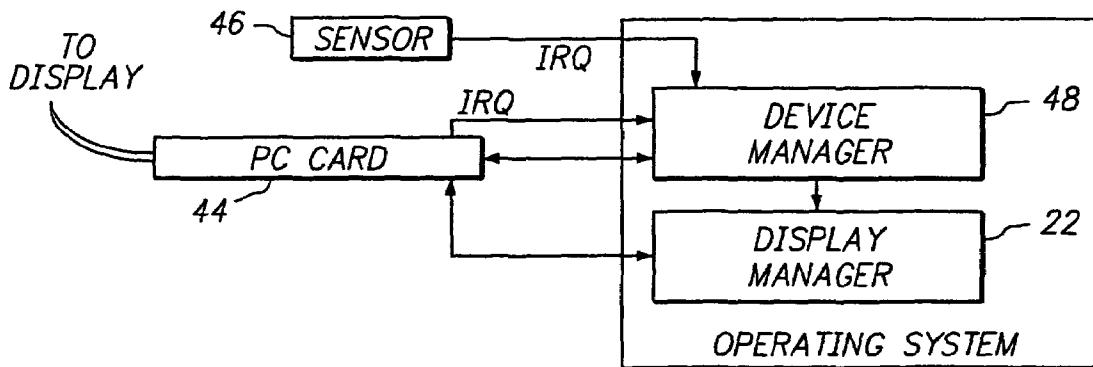 46
SENSOR
IRQ
TO
DISPLAY
IRQ
PC CARD
44
DEVICE
MANAGER
48
DISPLAY
MANAGER
22
OPERATING SYSTEM